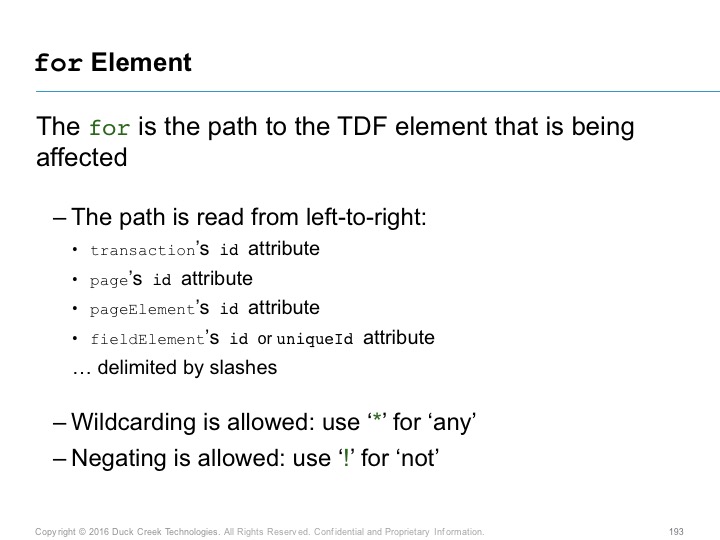 for Element
The for is the path to the TDF element that is being
affected
– The path is read from left-to-right:
• transaction’s id attribute
• page’s id attribute
• pageElement’s id attribute
• fieldElement’s id or uniqueId attribute
… delimited by slashes
– Wildcarding is allowed: use ‘*’ for ‘any’
– Negating is allowed: use ‘!’ for ‘not’
Copyright © 2016 Duck Creek Technologies. All Rights Reserved. Confidential and Proprietary Information. 193